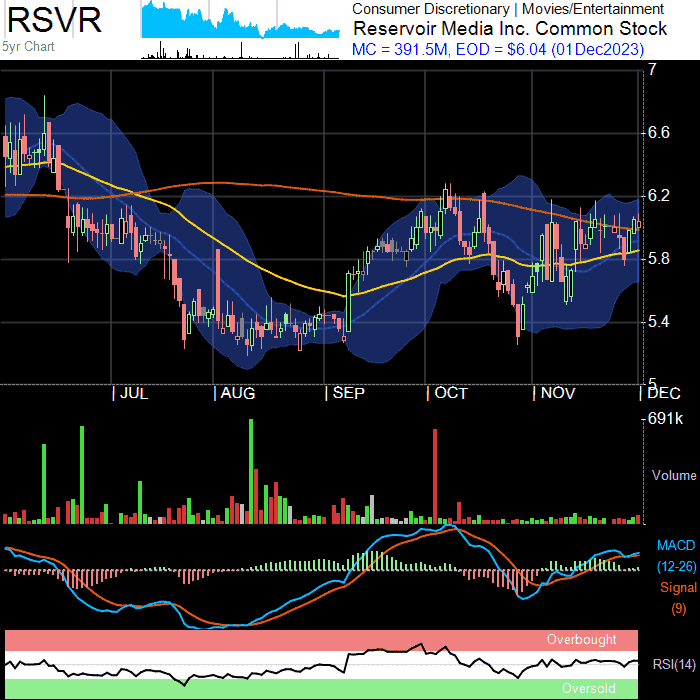 RSVR
5yr Chart
Consumer Discretionary | Movies/Entertainment
Reservoir Media Inc. Common Stock
MC = 391.5M, EOD = $6.04 (01Dec2023)
7
6.6
6.2
5.8
5.4
5
JUL AUG SEP OCT NOV DEC
691k
Volume
MACD
(12-26)
Signal
(9)
Overbought
RSI(14)
Oversold